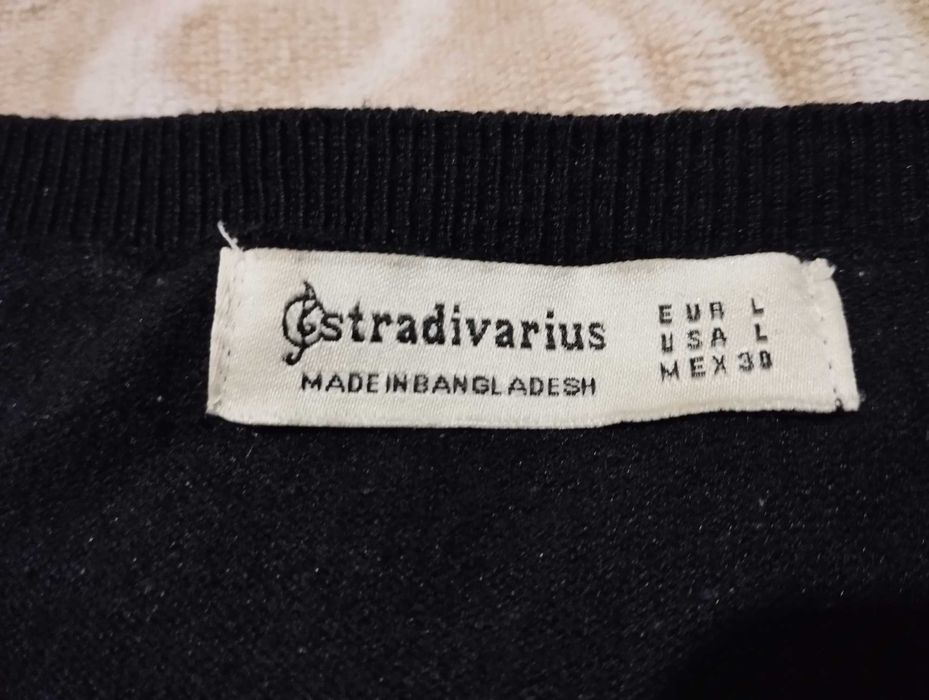 stradivarius
MADE IN BANGLADESH
EUR L
USA L
MEX 30